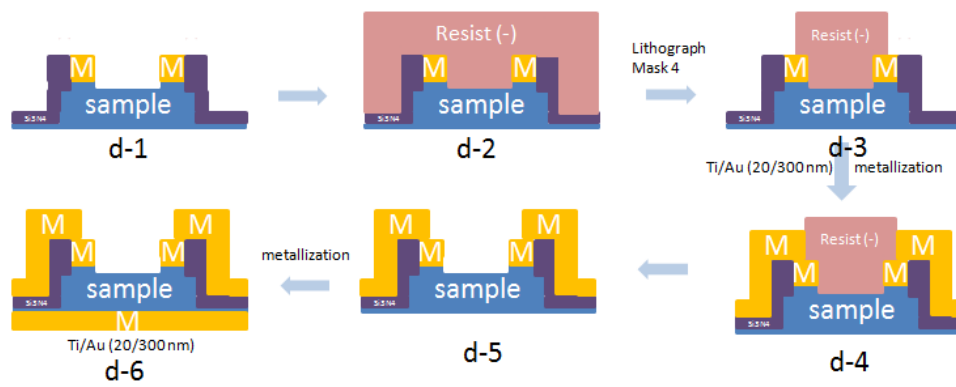 M M
sample
Si3N4
d-1
Resist (-)
M M
sample
Si3N4
d-2
Lithograph
Mask 4
Resist (-)
M M
sample
Si3N4
d-3
Ti/Au (20/300 nm) metallization
M Resist (-) M
M M
sample
Si3N4
d-4
M M
M M
sample
Si3N4
d-5
metallization
M M
M M
sample
Si3N4
M
Ti/Au (20/300 nm)
d-6